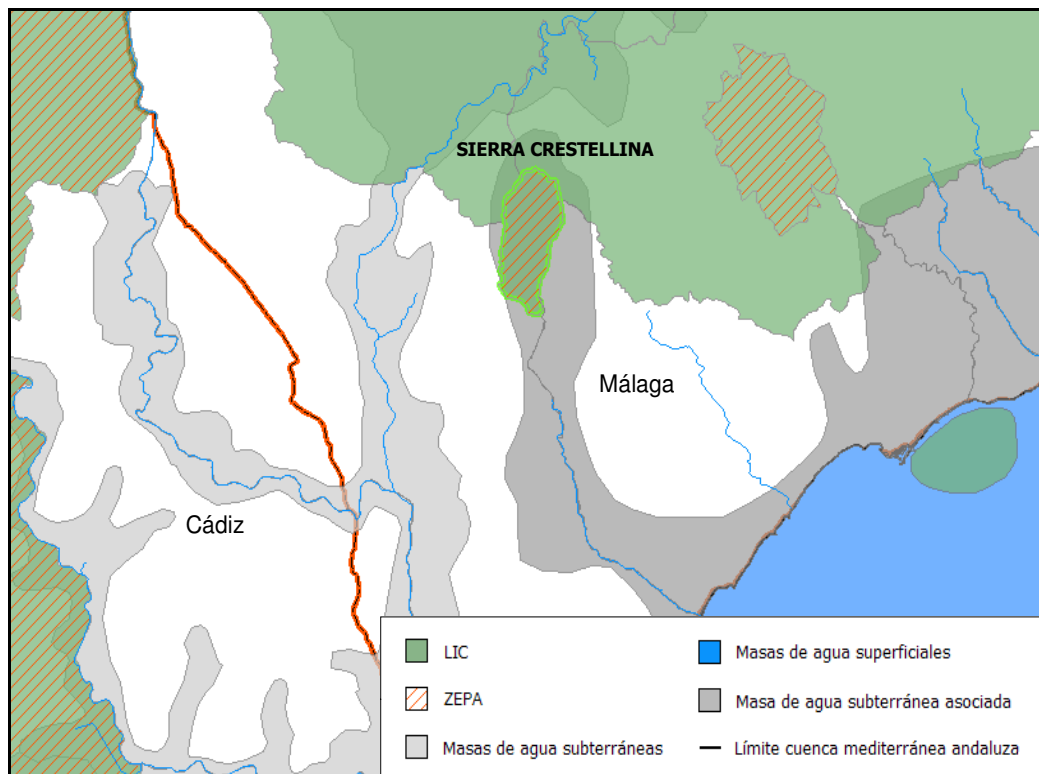 SIERRA CRESTELLINA
Málaga
Cádiz
LIC
ZEPA
Masas de agua subterráneas
Masas de agua superficiales
Masa de agua subterránea asociada
Límite cuenca mediterránea andaluza